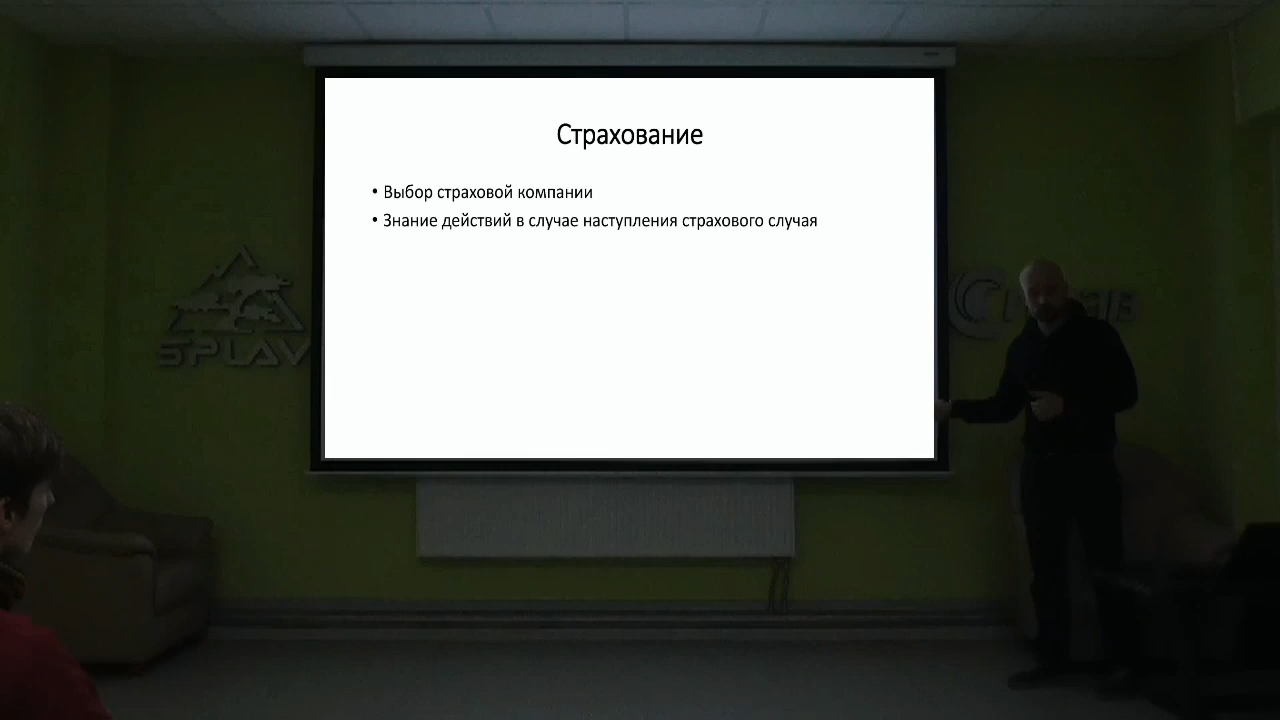 Страхование
• Выбор страховой компании
• Знание действий в случае наступления страхового случая
SPLAV